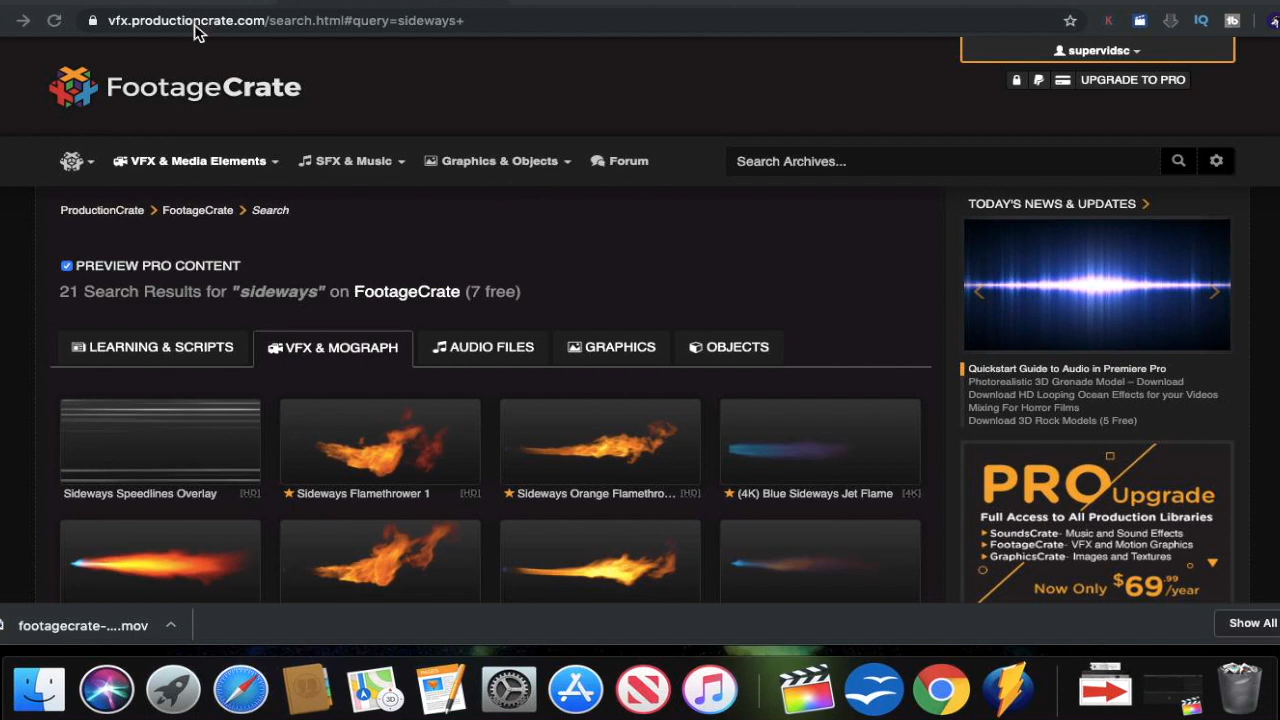 vfx.productioncrate.com/search.html#query=sideways+
K
IQ
tb
supervidsc
FootageCrate
UPGRADE TO PRO
VFX & Media Elements
SFX & Music
Graphics & Objects
Forum
Search Archives...
ProductionCrate
FootageCrate
Search
TODAY'S NEWS & UPDATES
PREVIEW PRO CONTENT
21 Search Results for "sideways" on FootageCrate (7 free)
LEARNING & SCRIPTS
VFX & MOGRAPH
AUDIO FILES
GRAPHICS
OBJECTS
Quickstart Guide to Audio in Premiere Pro
Photorealistic 3D Grenade Model – Download
Download HD Looping Ocean Effects for your Videos
Mixing For Horror Films
Download 3D Rock Models (5 Free)
Sideways Speedlines Overlay [HD]
Sideways Flamethrower 1 [HD]
Sideways Orange Flamethro... [HD]
(4K) Blue Sideways Jet Flame [4K]
PRO Upgrade
Full Access to All Production Libraries
SoundsCrate- Music and Sound Effects
FootageCrate- VFX and Motion Graphics
GraphicsCrate- Images and Textures
Now Only $69.99/year
footagecrate-....mov
Show All
3D
PAGES